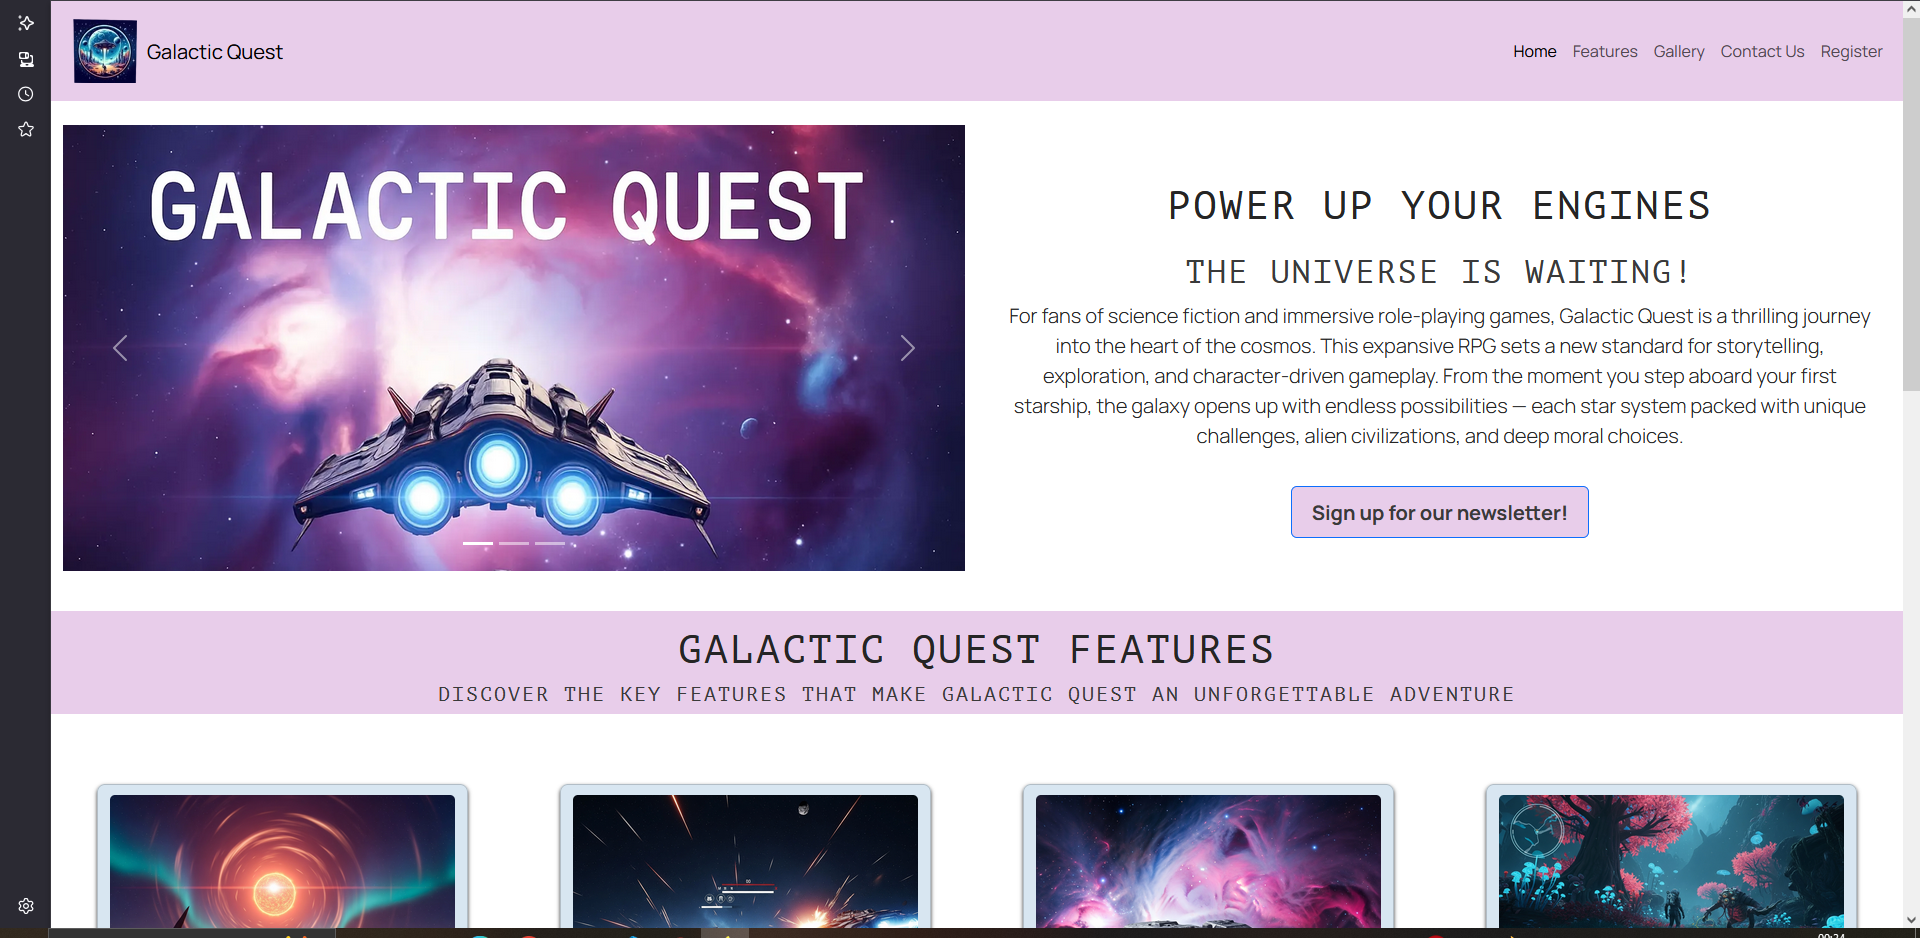 Galactic Quest
Home Features Gallery Contact Us Register
GALACTIC QUEST
POWER UP YOUR ENGINES
THE UNIVERSE IS WAITING!
For fans of science fiction and immersive role-playing games, Galactic Quest is a thrilling journey
into the heart of the cosmos. This expansive RPG sets a new standard for storytelling,
exploration, and character-driven gameplay. From the moment you step aboard your first
starship, the galaxy opens up with endless possibilities — each star system packed with unique
challenges, alien civilizations, and deep moral choices.
Sign up for our newsletter!
GALACTIC QUEST FEATURES
DISCOVER THE KEY FEATURES THAT MAKE GALACTIC QUEST AN UNFORGETTABLE ADVENTURE